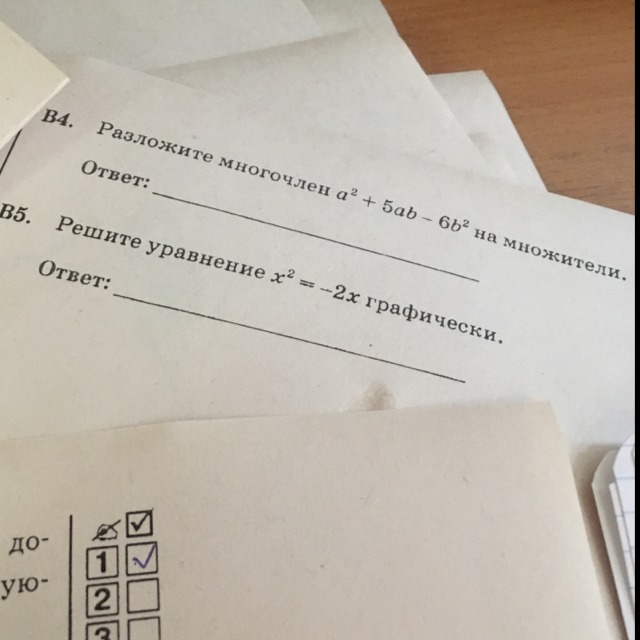 В4. Разложите многочлен a² + 5ab – 6b² на множители.
Ответ:
В5. Решите уравнение x² = –2x графически.
Ответ:
до-
1
ую-
2
3